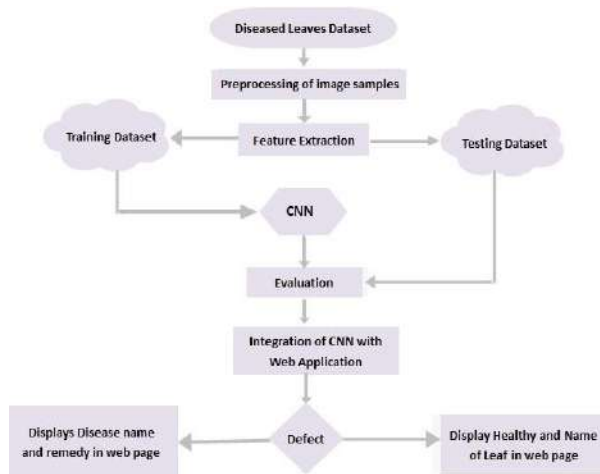 Diseased Leaves Dataset
Preprocessing of image samples
Training Dataset
Feature Extraction
Testing Dataset
CNN
Evaluation
Integration of CNN with
Web Application
Displays Disease name
and remedy in web page
Defect
Display Healthy and Name
of Leaf in web page